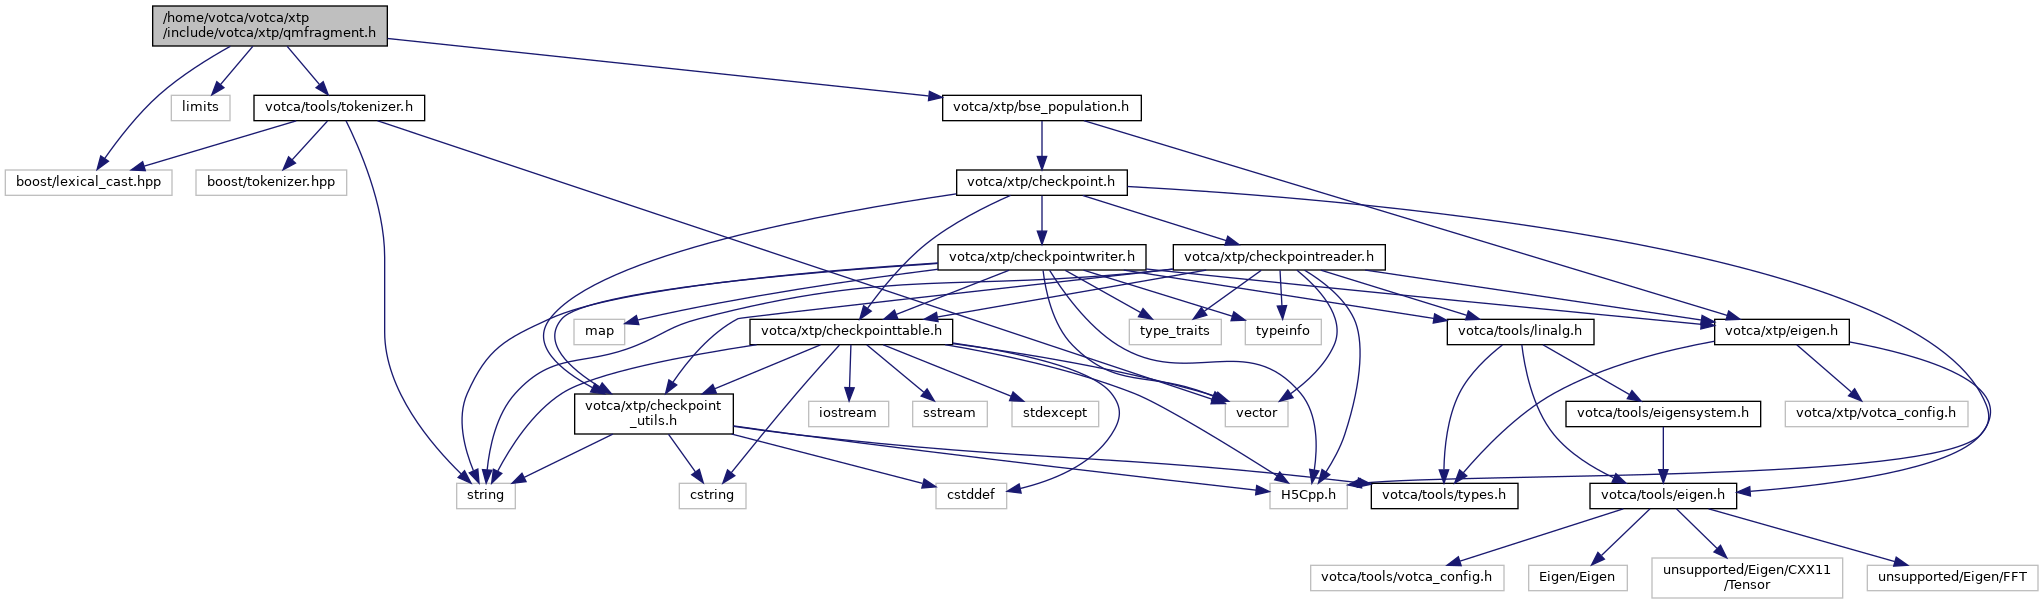 /home/votca/votca/xtp
/include/votca/xtp/qmfragment.h
limits
votca/tools/tokenizer.h
votca/xtp/bse_population.h
boost/lexical_cast.hpp
boost/tokenizer.hpp
votca/xtp/checkpoint.h
votca/xtp/checkpointwriter.h
votca/xtp/checkpointreader.h
map
votca/xtp/checkpointtable.h
type_traits
typeinfo
votca/tools/linalg.h
votca/xtp/eigen.h
votca/xtp/checkpoint
_utils.h
iostream
sstream
stdexcept
vector
votca/tools/eigensystem.h
votca/xtp/votca_config.h
string
cstring
cstddef
H5Cpp.h
votca/tools/types.h
votca/tools/eigen.h
votca/tools/votca_config.h
Eigen/Eigen
unsupported/Eigen/CXX11
/Tensor
unsupported/Eigen/FFT